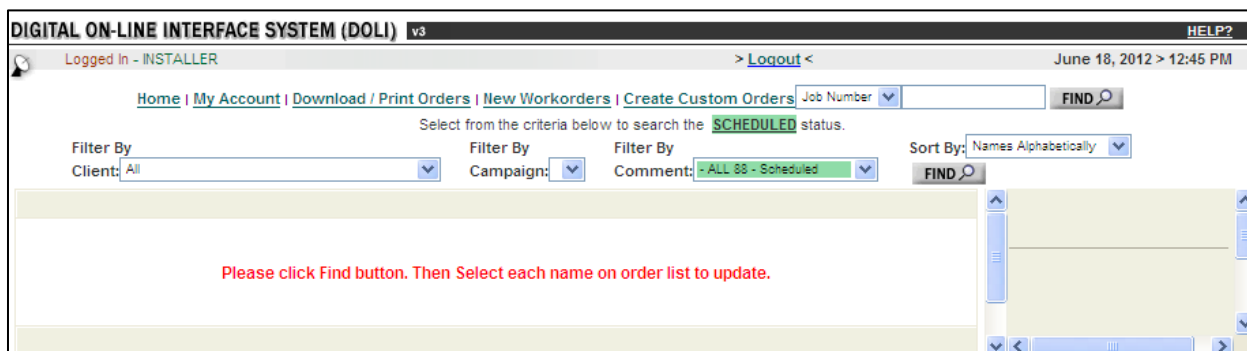 DIGITAL ON-LINE INTERFACE SYSTEM (DOLI) v3 HELP?
Logged In - INSTALLER > Logout < June 18, 2012 > 12:45 PM
Home | My Account | Download / Print Orders | New Workorders | Create Custom Orders Job Number FIND
Select from the criteria below to search the SCHEDULED status.
Filter By Filter By Filter By Sort By: Names Alphabetically
Client: All Campaign: Comment: - ALL 88 - Scheduled FIND
Please click Find button. Then Select each name on order list to update.